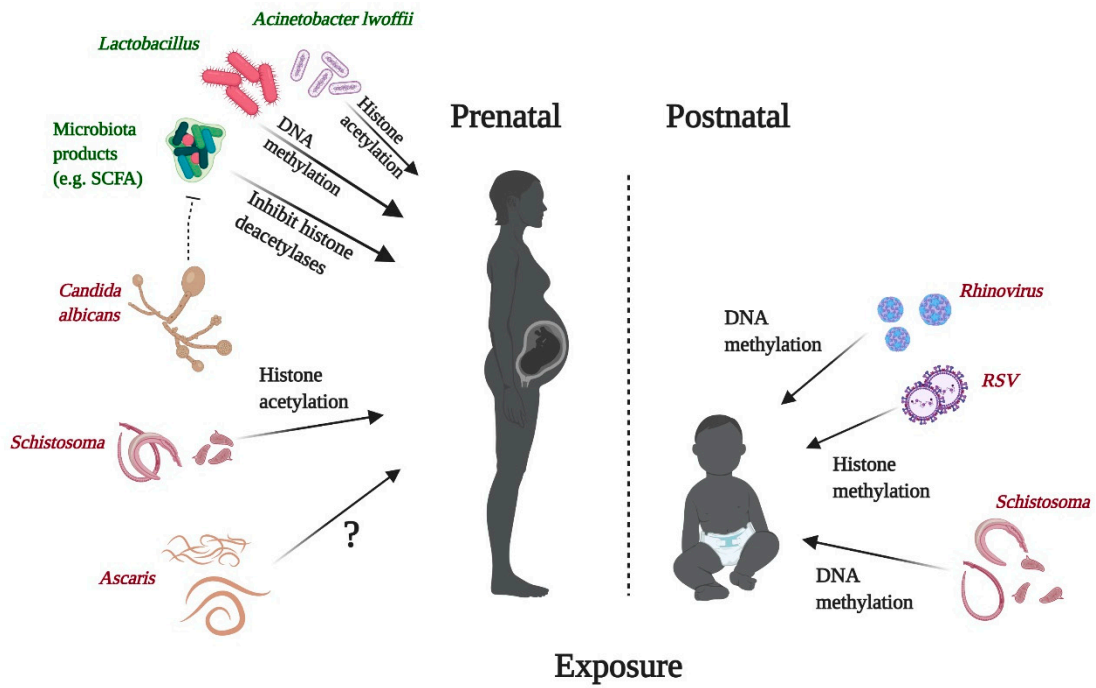 Acinetobacter lwoffii
Lactobacillus
Histone
acetylation
Prenatal
Postnatal
Microbiota
products
(e.g. SCFA)
DNA
methylation
Inhibit histone
deacetylases
Candida
albicans
Rhinovirus
DNA
methylation
RSV
Histone
acetylation
Schistosoma
Histone
methylation
Schistosoma
?
Ascaris
DNA
methylation
Exposure